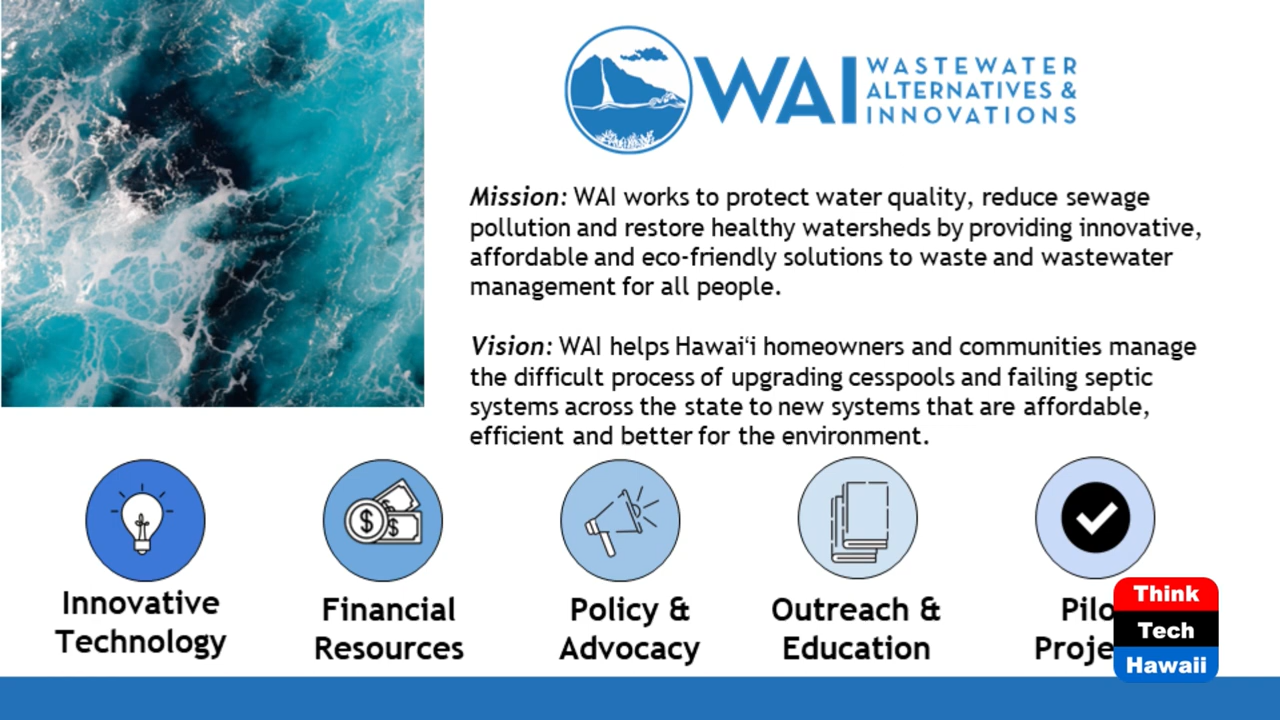 WAI
WASTEWATER
ALTERNATIVES &
INNOVATIONS
Mission: WAI works to protect water quality, reduce sewage
pollution and restore healthy watersheds by providing innovative,
affordable and eco-friendly solutions to waste and wastewater
management for all people.
Vision: WAI helps Hawaiʻi homeowners and communities manage
the difficult process of upgrading cesspools and failing septic
systems across the state to new systems that are affordable,
efficient and better for the environment.
$ $
Innovative
Technology
Financial
Resources
Policy &
Advocacy
Outreach &
Education
Pilo
Proje
Think
Tech
Hawaii